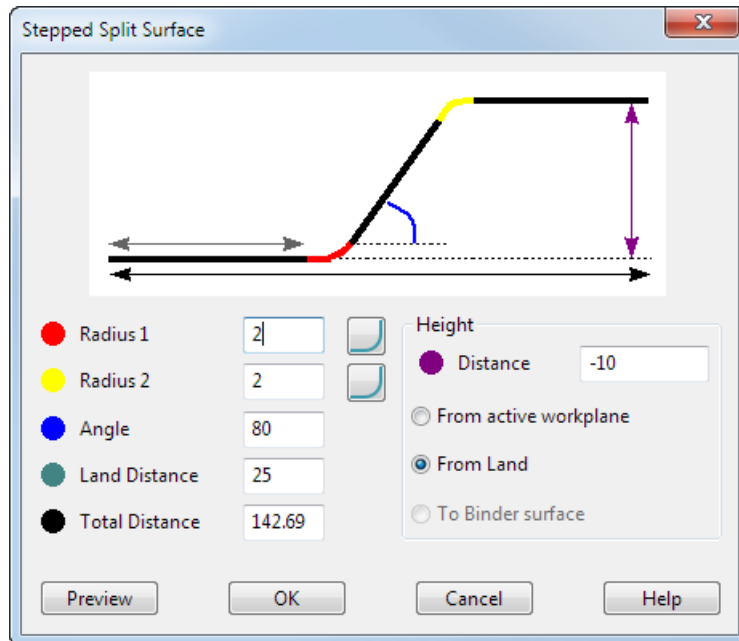 Stepped Split Surface
Radius 1 2
Radius 2 2
Angle 80
Land Distance 25
Total Distance 142.69
Height
Distance -10
From active workplane
From Land
To Binder surface
Preview OK Cancel Help